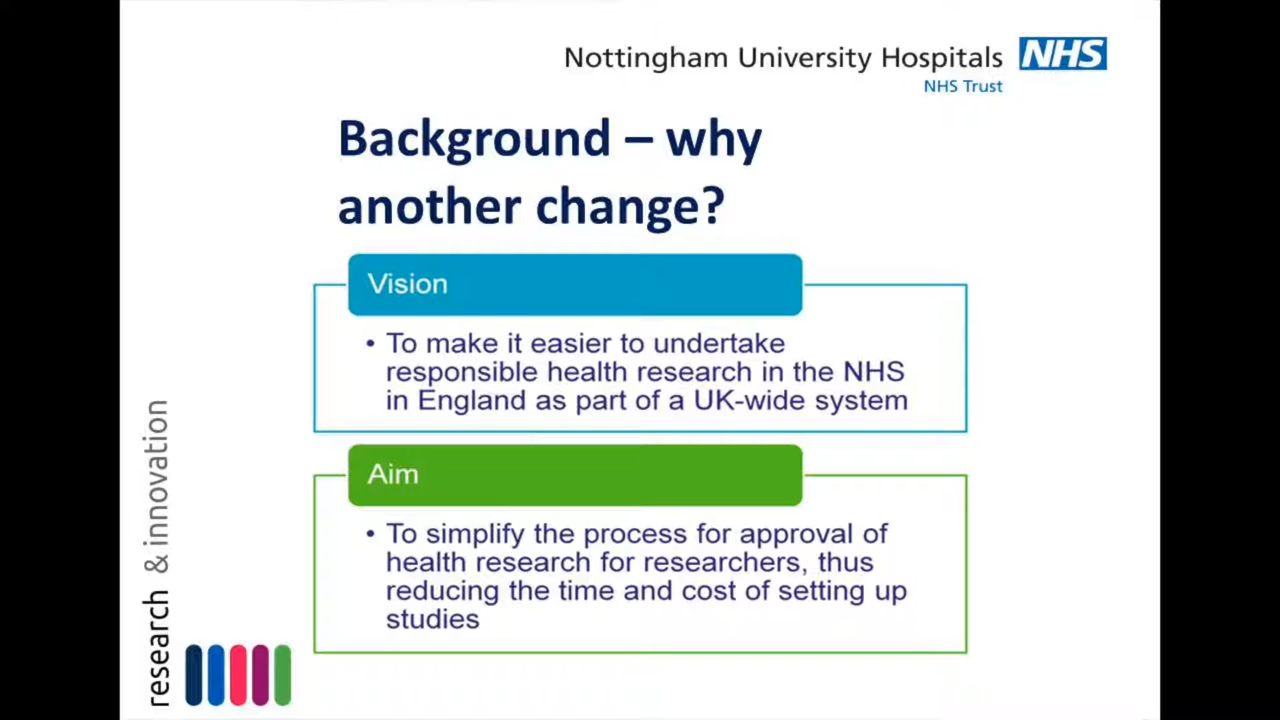 Nottingham University Hospitals NHS
NHS Trust
Background – why
another change?
Vision
• To make it easier to undertake
responsible health research in the NHS
in England as part of a UK-wide system
Aim
• To simplify the process for approval of
health research for researchers, thus
reducing the time and cost of setting up
studies
research & innovation